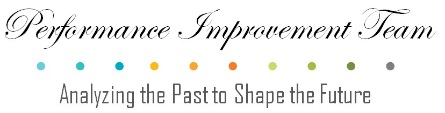 Performance Improvement Team
Analyzing the Past to Shape the Future